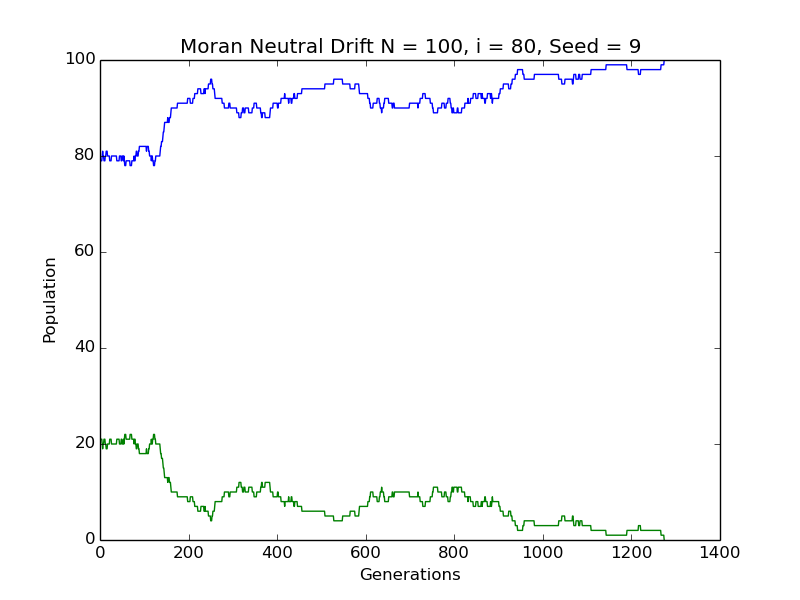 Moran Neutral Drift N = 100, i = 80, Seed = 9
100
80
60
40
20
0
Population
0 200 400 600 800 1000 1200 1400
Generations